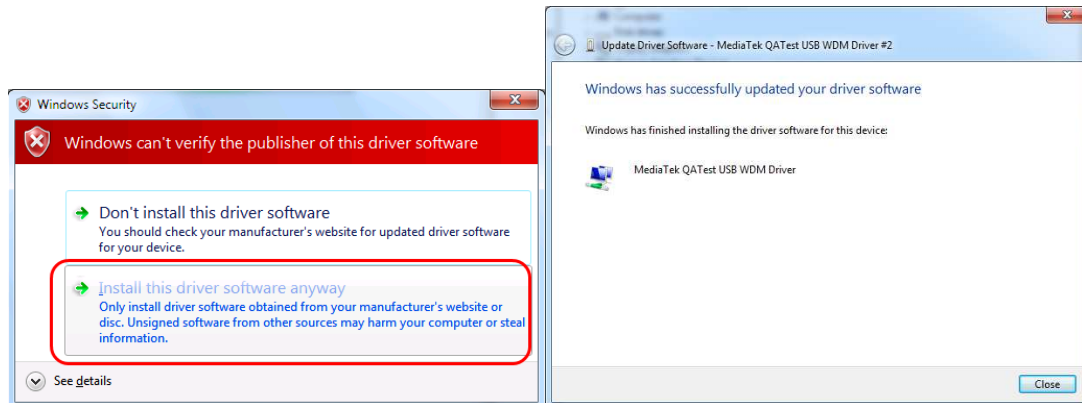 Windows Security
Windows can't verify the publisher of this driver software
Don't install this driver software
You should check your manufacturer's website for updated driver software
for your device.
Install this driver software anyway
Only install driver software obtained from your manufacturer's website or
disc. Unsigned software from other sources may harm your computer or steal
information.
See details
Update Driver Software - MediaTek QATest USB WDM Driver #2
Windows has successfully updated your driver software
Windows has finished installing the driver software for this device:
MediaTek QATest USB WDM Driver
Close